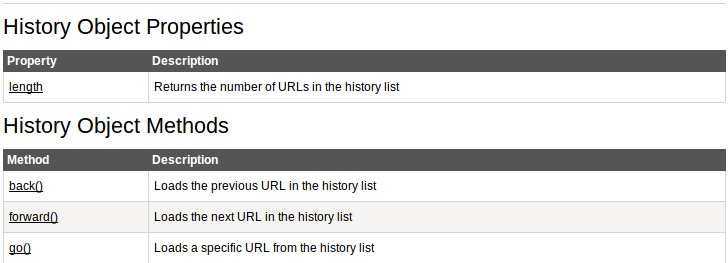 History Object Properties
Property Description
length Returns the number of URLs in the history list
History Object Methods
Method Description
back() Loads the previous URL in the history list
forward() Loads the next URL in the history list
go() Loads a specific URL from the history list